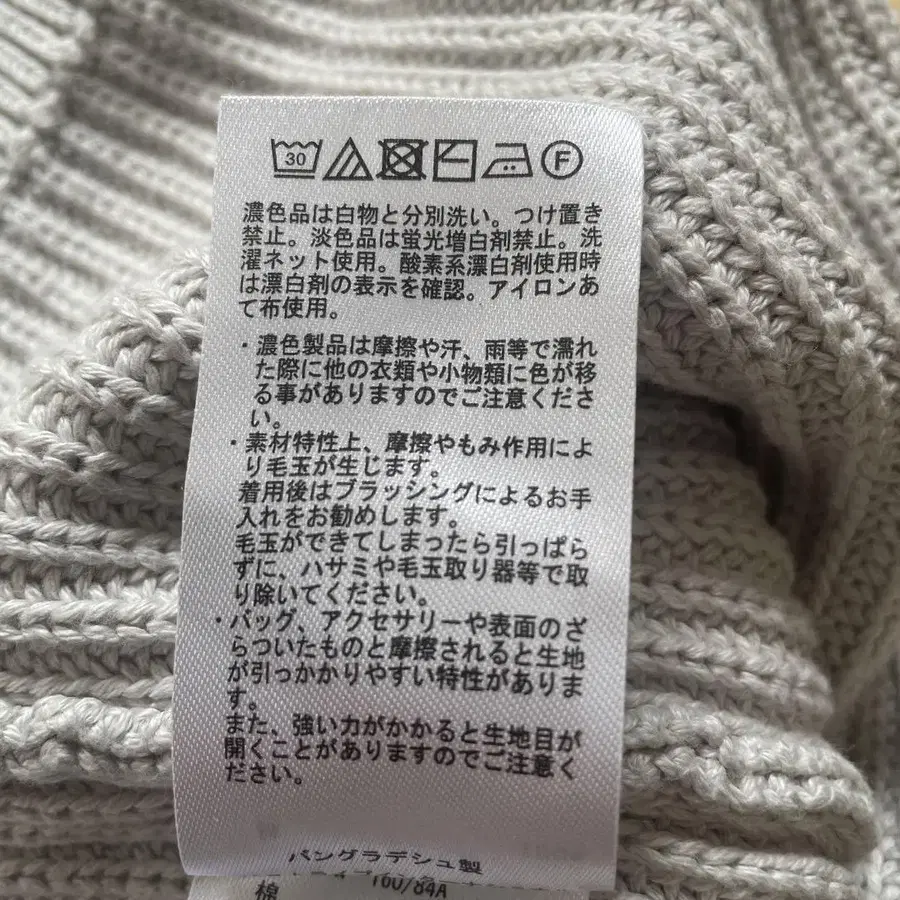 30 F
濃色品は白物と分別洗い。つけ置き
禁止。淡色品は蛍光増白剤禁止。洗
濯ネット使用。酸素系漂白剤使用時
は漂白剤の表示を確認。アイロンあ
て布使用。
・濃色製品は摩擦や汗、雨等で濡れ
た際に他の衣類や小物類に色が移
る事がありますのでご注意くださ
い。
・素材特性上、摩擦やもみ作用によ
り毛玉が生じます。
着用後はブラッシングによるお手
入れをお勧めします。
毛玉ができてしまったら引っぱら
ずに、ハサミや毛玉取り器等で取
り除いてください。
・バッグ、アクセサリーや表面のざ
らついたものと摩擦されると生地
が引っかかりやすい特性がありま
す。
また、強い力がかかると生地目が
開くことがありますのでご注意く
ださい。
バングラデシュ製
160/84A
綿